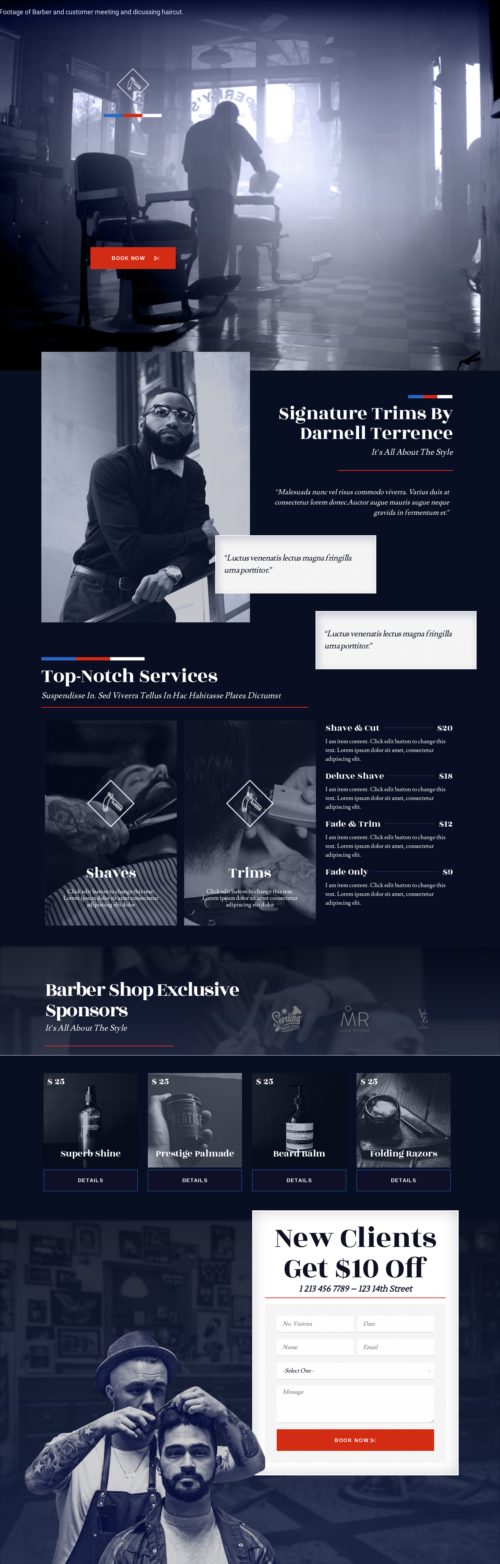 Footage of Barber and customer meeting and dicussing haircut.
BOOK NOW
Signature Trims By
Darnell Terrence
It's All About The Style
"Malesuada nunc vel risus commodo viverra. Varius duis at
consectetur lorem donec.Auctor augue mauris augue neque
gravida in fermentum et."
"Luctus venenatis lectus magna fringilla
urna porttitor."
"Luctus venenatis lectus magna fringilla
urna porttitor."
Top-Notch Services
Suspendisse In. Sed Viverra Tellus In Hac Habitasse Platea Dictumst
Shaves
Click edit button to change this text.
Lorem ipsum dolor sit amet, consectetur
adipiscing elit dolor
Trims
Click edit button to change this text.
Lorem ipsum dolor sit amet, consectetur
adipiscing elit dolor
Shave & Cut $20
I am item content. Click edit button to change this
text. Lorem ipsum dolor sit amet, consectetur
adipiscing elit.
Deluxe Shave $18
I am item content. Click edit button to change this
text. Lorem ipsum dolor sit amet, consectetur
adipiscing elit.
Fade & Trim $12
I am item content. Click edit button to change this
text. Lorem ipsum dolor sit amet, consectetur
adipiscing elit.
Fade Only $9
I am item content. Click edit button to change this
text. Lorem ipsum dolor sit amet, consectetur
adipiscing elit.
Barber Shop Exclusive
Sponsors
It's All About The Style
MR
$ 25
Superb Shine
DETAILS
$ 25
Prestige Palmade
DETAILS
$ 25
Beard Balm
DETAILS
$ 25
Folding Razors
DETAILS
New Clients
Get $10 Off
1 213 456 7789 – 123 14th Street
No. Visitors
Date
Name
Email
-Select One -
Message
BOOK NOW